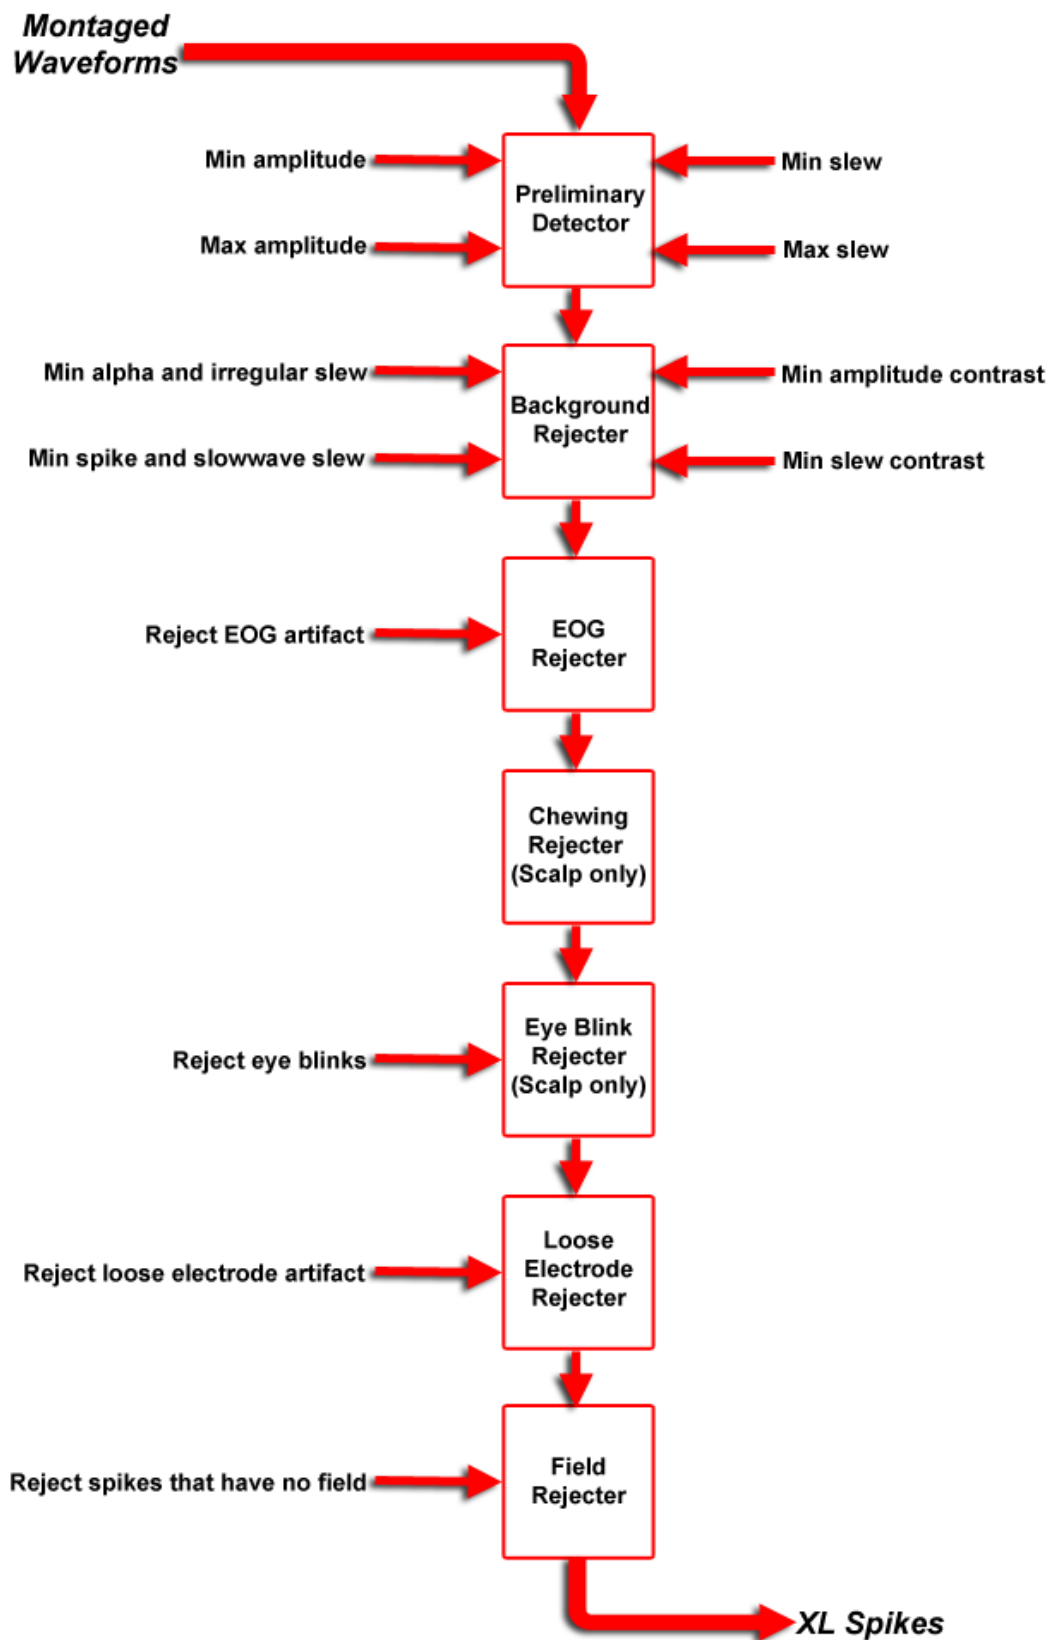 Montaged
Waveforms
Min amplitude
Min slew
Preliminary
Detector
Max amplitude
Max slew
Min alpha and irregular slew
Min amplitude contrast
Background
Rejecter
Min spike and slowwave slew
Min slew contrast
Reject EOG artifact
EOG
Rejecter
Chewing
Rejecter
(Scalp only)
Reject eye blinks
Eye Blink
Rejecter
(Scalp only)
Reject loose electrode artifact
Loose
Electrode
Rejecter
Reject spikes that have no field
Field
Rejecter
XL Spikes